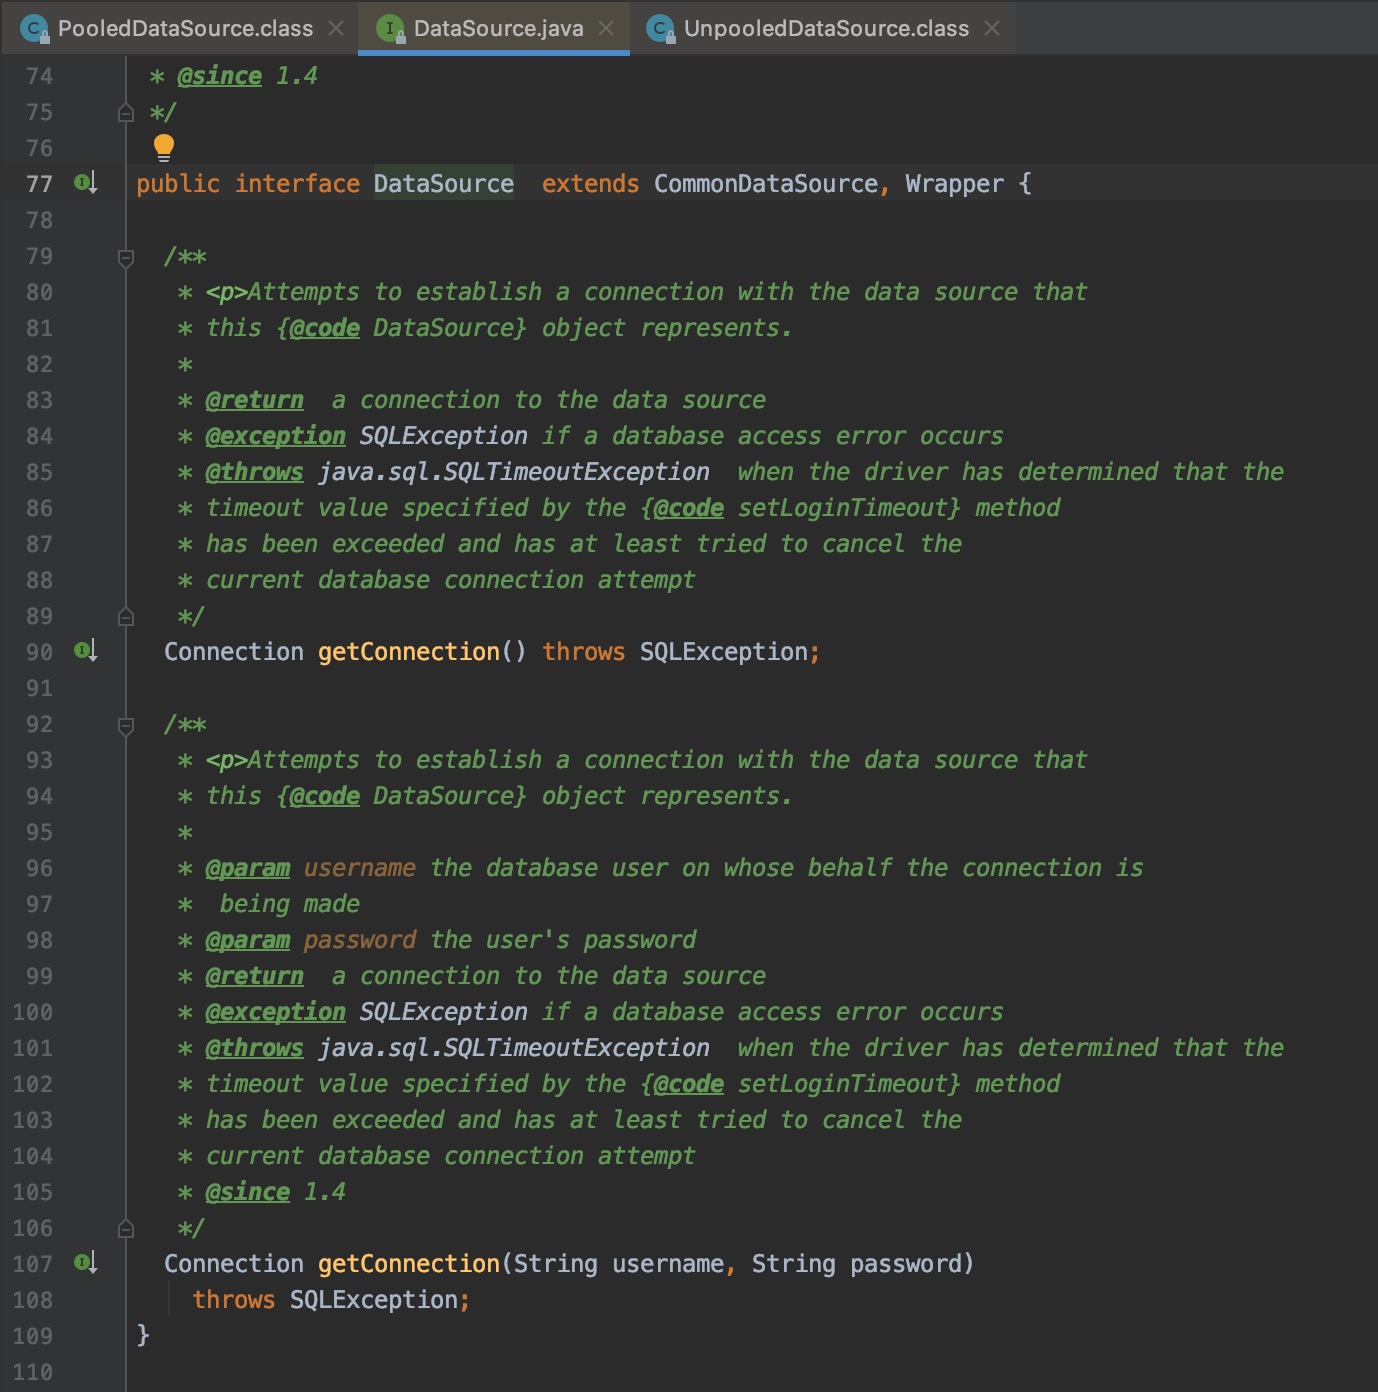 PooledDataSource.class DataSource.java UnpooledDataSource.class
74 * @since 1.4
75 */
76
77 public interface DataSource  extends CommonDataSource, Wrapper {
78
79 /**
80 * <p>Attempts to establish a connection with the data source that
81 * this {@code DataSource} object represents.
82 *
83 * @return  a connection to the data source
84 * @exception SQLException if a database access error occurs
85 * @throws java.sql.SQLTimeoutException  when the driver has determined that the
86 * timeout value specified by the {@code setLoginTimeout} method
87 * has been exceeded and has at least tried to cancel the
88 * current database connection attempt
89 */
90 Connection getConnection() throws SQLException;
91
92 /**
93 * <p>Attempts to establish a connection with the data source that
94 * this {@code DataSource} object represents.
95 *
96 * @param username the database user on whose behalf the connection is
97 *  being made
98 * @param password the user's password
99 * @return  a connection to the data source
100 * @exception SQLException if a database access error occurs
101 * @throws java.sql.SQLTimeoutException  when the driver has determined that the
102 * timeout value specified by the {@code setLoginTimeout} method
103 * has been exceeded and has at least tried to cancel the
104 * current database connection attempt
105 * @since 1.4
106 */
107 Connection getConnection(String username, String password)
108 throws SQLException;
109 }
110